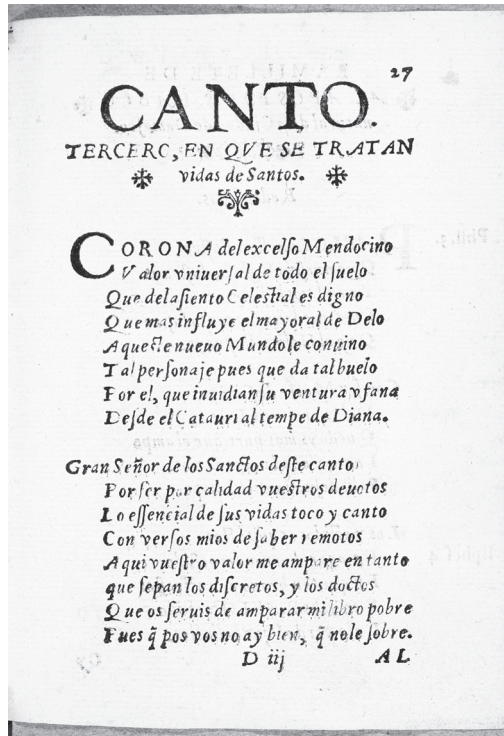 27
CANTO.
TERCERO, EN QVE SE TRATAN
vidas de Santos.
CORONA del excelſo Mendocino
Valor vniuerſal de todo el ſuelo
Que del aſiento Celeſtial es digno
Que mas influye el mayoral de Delo
Aqueſte nueuo Mundo le conuino
Tal perſonaje pues que da tal buelo
Por el, que inuidian ſu ventura vfana
Deſde el Catauri al tempe de Diana.
Gran Señor de los Sanctos deſte canto
Por ſer por calidad vueſtros deuotos
Lo eſſencial de ſus vidas toco y canto
Con verſos mios de ſaber remotos
Aqui vueſtro valor me ampare en tanto
que ſepan los diſcretos, y los doctos
Que os ſeruis de amparar mi libro pobre
Pues q̃ pos vos no ay bien, q̃ no le ſobre.
D iij AL
Phil. 3.